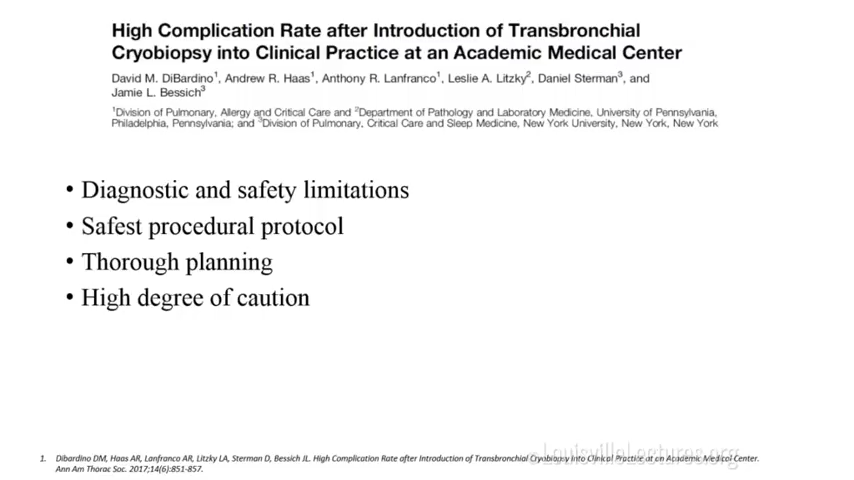 High Complication Rate after Introduction of Transbronchial
Cryobiopsy into Clinical Practice at an Academic Medical Center
David M. DiBardino1, Andrew R. Haas1, Anthony R. Lanfranco1, Leslie A. Litzky2, Daniel Sterman3, and
Jamie L. Bessich3
1Division of Pulmonary, Allergy and Critical Care and 2Department of Pathology and Laboratory Medicine, University of Pennsylvania,
Philadelphia, Pennsylvania; and 3Division of Pulmonary, Critical Care and Sleep Medicine, New York University, New York, New York
• Diagnostic and safety limitations
• Safest procedural protocol
• Thorough planning
• High degree of caution
1. Dibardino DM, Haas AR, Lanfranco AR, Litzky LA, Sterman D, Bessich JL. High Complication Rate after Introduction of Transbronchial Cryobiopsy into Clinical Practice at an Academic Medical Center.
Ann Am Thorac Soc. 2017;14(6):851-857.
©LouisvilleLectures.org